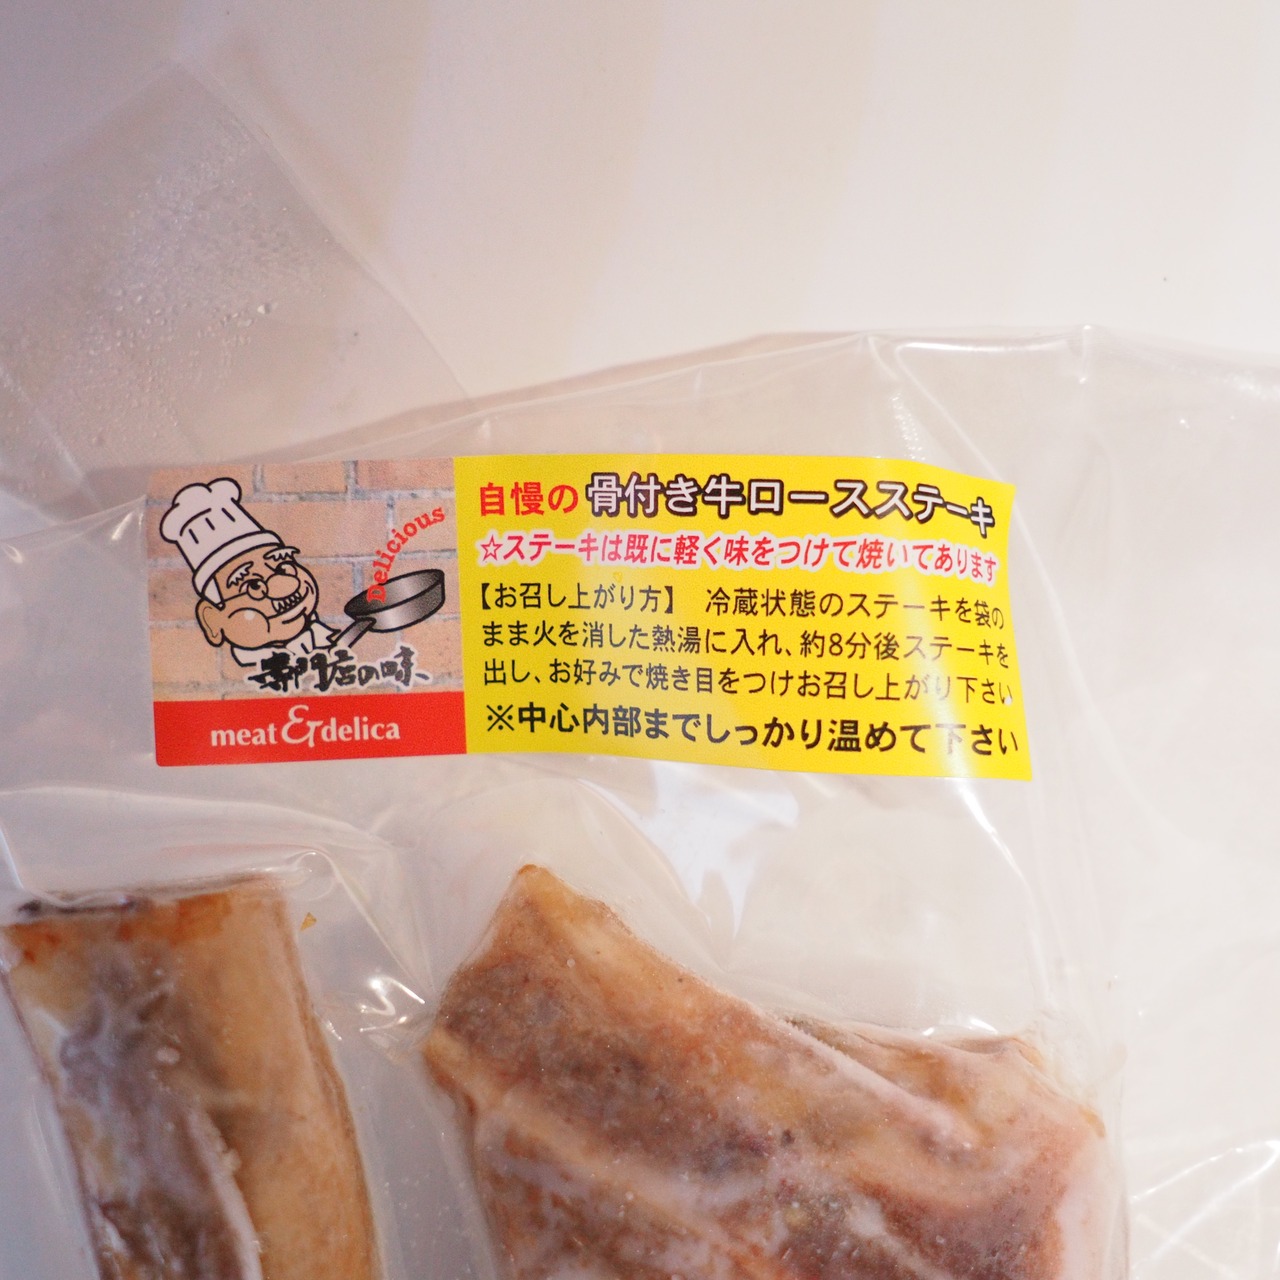 Delicious
専門店の味
meat&delica
自慢の骨付き牛ロースステーキ
☆ステーキは既に軽く味をつけて焼いてあります
【お召し上がり方】　冷蔵状態のステーキを袋の
まま火を消した熱湯に入れ、約8分後ステーキを
出し、お好みで焼き目をつけお召し上がり下さい
※中心内部までしっかり温めて下さい